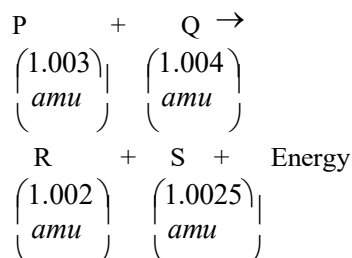 P + Q →
(1.003 amu) (1.004 amu)
R + S + Energy
(1.002 amu) (1.0025 amu)